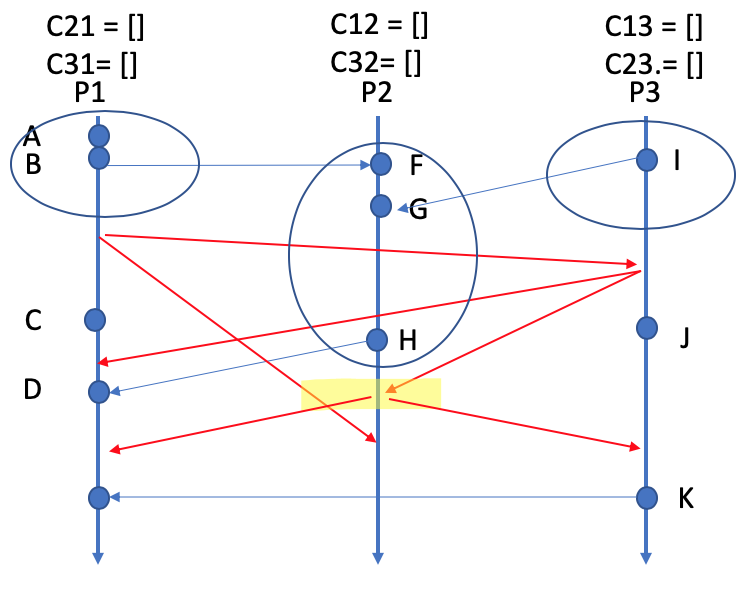 C21 = []
C31= []
P1
C12 = []
C32= []
P2
C13 = []
C23.= []
P3
A
B
F
I
G
C
H
J
D
K